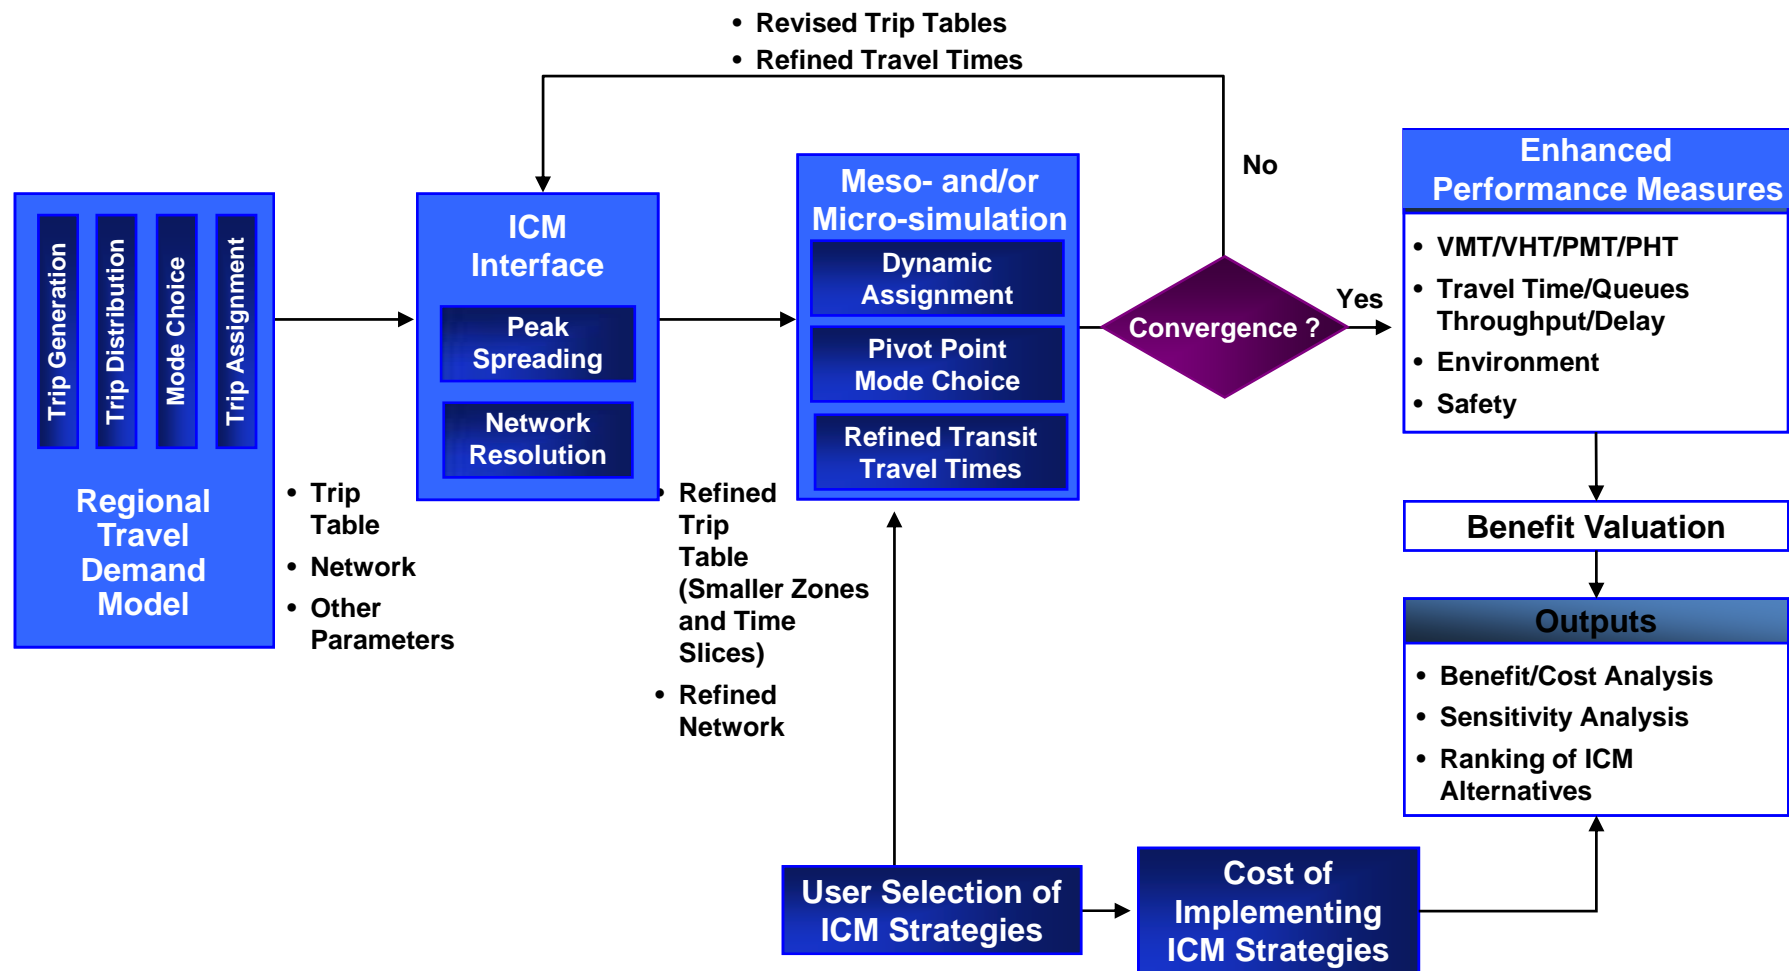 • Revised Trip Tables
• Refined Travel Times
Trip Generation
Trip Distribution
Mode Choice
Trip Assignment
Regional
Travel
Demand
Model
• Trip
Table
• Network
• Other
Parameters
ICM
Interface
Peak
Spreading
Network
Resolution
• Refined
Trip
Table
(Smaller Zones
and Time
Slices)
• Refined
Network
Meso- and/or
Micro-simulation
Dynamic
Assignment
Pivot Point
Mode Choice
Refined Transit
Travel Times
Convergence ?
No
Yes
Enhanced
Performance Measures
• VMT/VHT/PMT/PHT
• Travel Time/Queues
Throughput/Delay
• Environment
• Safety
Benefit Valuation
Outputs
• Benefit/Cost Analysis
• Sensitivity Analysis
• Ranking of ICM
Alternatives
User Selection of
ICM Strategies
Cost of
Implementing
ICM Strategies